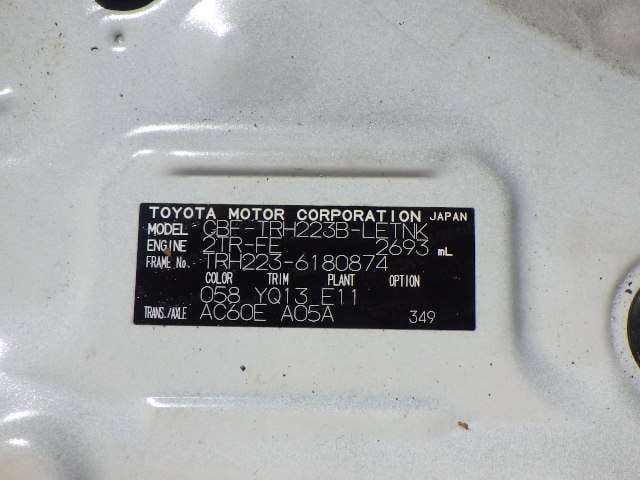 TOYOTA MOTOR CORPORATION JAPAN
MODEL CBF-TRH223B-LETNK
ENGINE 2TR-FE 2693 mL
FRAME No. TRH223-6180874
COLOR TRIM PLANT OPTION
058 YQ13 E11
TRANS./AXLE AC60E A05A 349